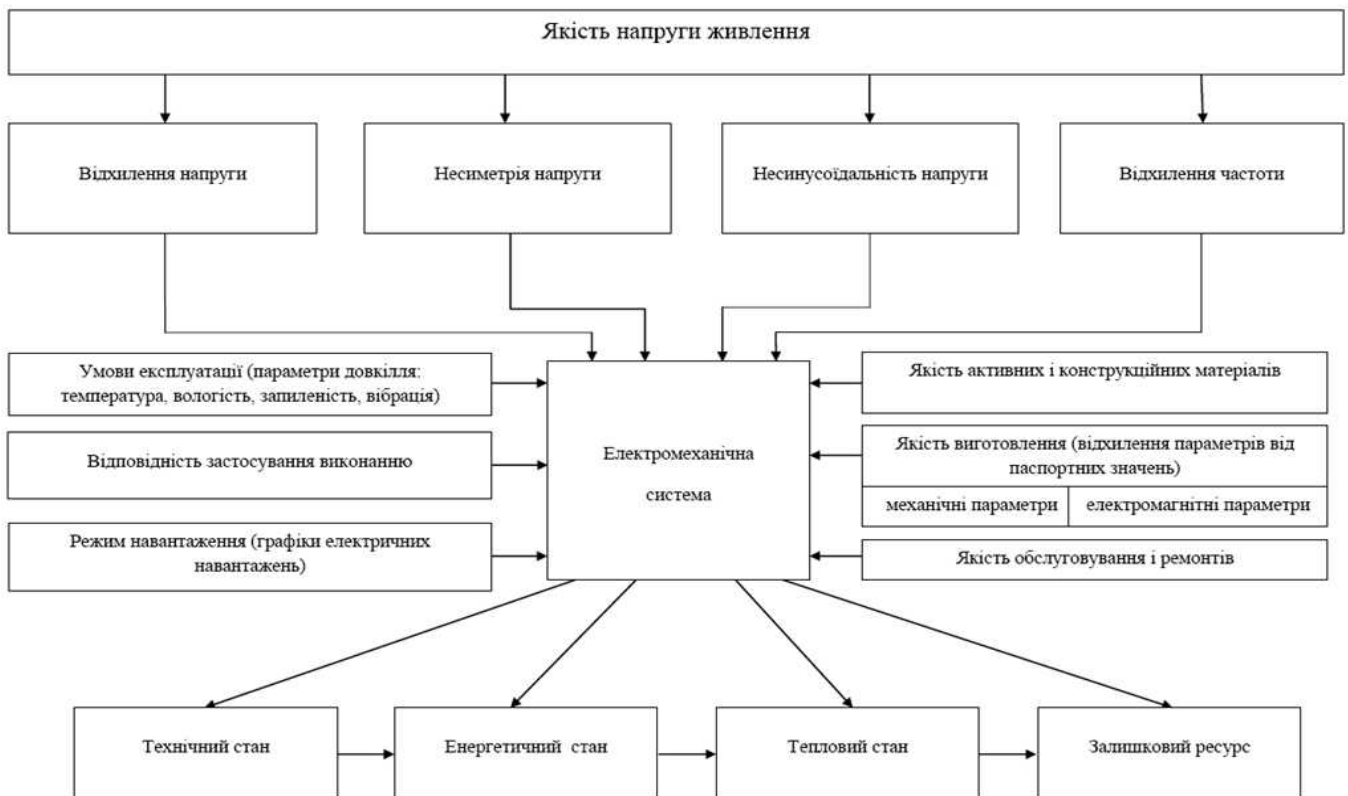 Якість напруги живлення
Відхилення напруги
Несиметрія напруги
Несинусоїдальність напруги
Відхилення частоти
Умови експлуатації (параметри довкілля:
температура, вологість, запиленість, вібрація)
Відповідність застосування виконанню
Режим навантаження (графіки електричних
навантажень)
Електромеханічна
система
Якість активних і конструкційних матеріалів
Якість виготовлення (відхилення параметрів від
паспортних значень)
механічні параметри
електромагнітні параметри
Якість обслуговування і ремонтів
Технічний стан
Енергетичний стан
Тепловий стан
Залишковий ресурс